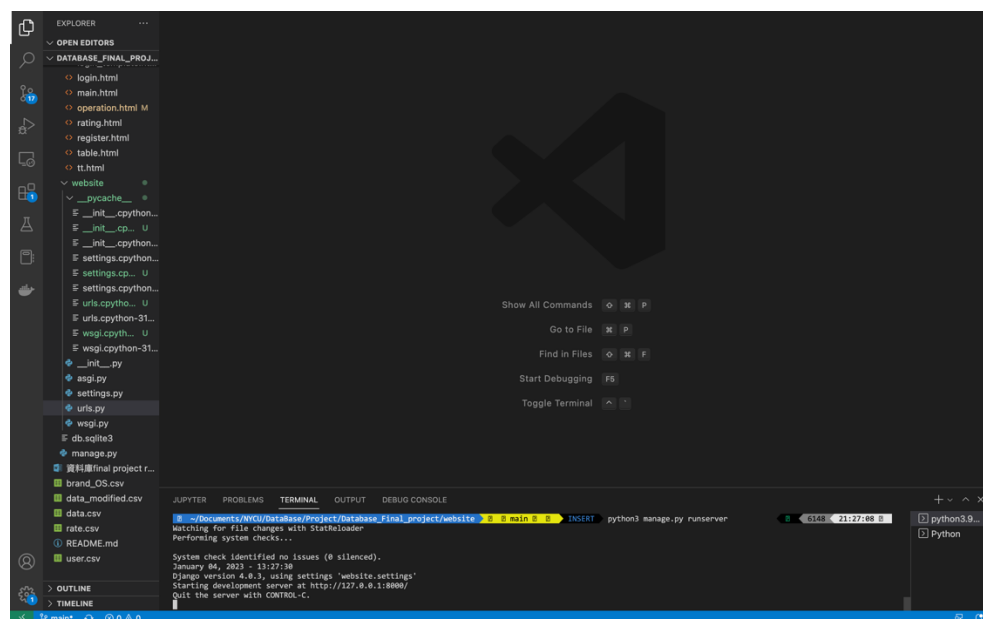 EXPLORER
OPEN EDITORS
DATABASE_FINAL_PROJ...
login.html
main.html
operation.html M
rating.html
register.html
table.html
tt.html
website
__pycache__
__init__.cpython...
__init__.cp... U
__init__.cpython...
settings.cpython...
settings.cp... U
settings.cpython...
urls.cpytho... U
urls.cpython-31...
wsgi.cpyth... U
wsgi.cpython-31...
__init__.py
asgi.py
settings.py
urls.py
wsgi.py
db.sqlite3
manage.py
資料庫final project r...
brand_OS.csv
data_modified.csv
data.csv
rate.csv
README.md
user.csv
OUTLINE
TIMELINE
17
1
1
Show All Commands ⇧ ⌘ P
Go to File ⌘ P
Find in Files ⇧ ⌘ F
Start Debugging F5
Toggle Terminal ^ `
JUPYTER PROBLEMS TERMINAL OUTPUT DEBUG CONSOLE
~/Documents/NYCU/DataBase/Project/Database_Final_project/website main INSERT python3 manage.py runserver 6148 21:27:08
Watching for file changes with StatReloader
Performing system checks...
System check identified no issues (0 silenced).
January 04, 2023 - 13:27:30
Django version 4.0.3, using settings 'website.settings'
Starting development server at http://127.0.0.1:8000/
Quit the server with CONTROL-C.
python3.9...
Python
main* 0 0